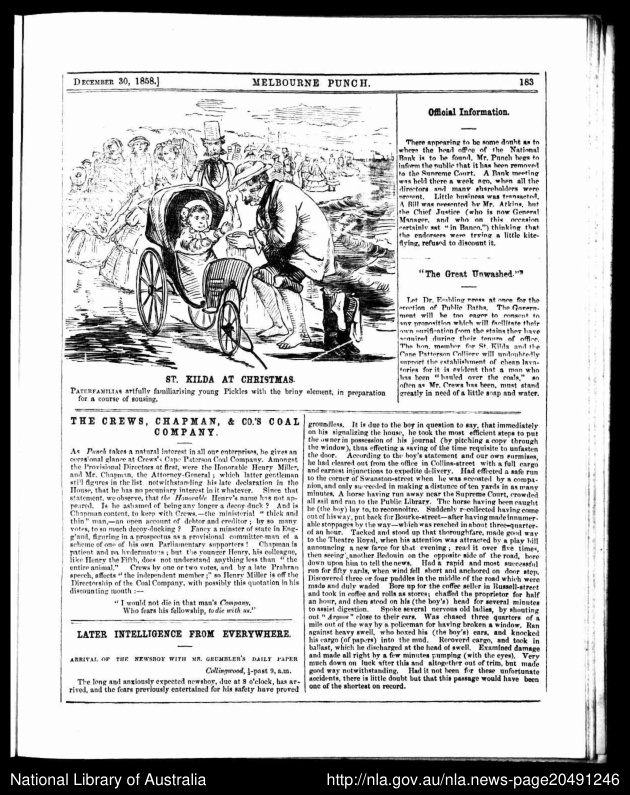 DECEMBER 30, 1858.]
MELBOURNE PUNCH.
183
ST. KILDA AT CHRISTMAS.
PATERFAMILIAS artfully familiarising young Pickles with the briny element, in preparation
for a course of sousing.
Official Information.
There appearing to be some doubt as to
where the head office of the National
Bank is to be found, Mr. Punch begs to
inform the public that it has been removed
to the Supreme Court. A Bank meeting
was held there a week ago, when all the
directors and many shareholders were
present. Little business was transacted.
A Bill was presented by Mr. Atkins, but
the Chief Justice (who is now General
Manager, and who on this occasion
certainly sat "in Banco,") thinking that
the endorsers were trying a little kite-
flying, refused to discount it.
"The Great Unwashed."
Let Dr. Embling press at once for the
erection of Public Baths. The Govern-
ment will be too eager to consent to
any proposition which will facilitate their
own purification from the stains they have
acquired during their tenure of office.
The hon. member for St. Kilda and the
Cape Patterson Colliery will undoubtedly
support the establishment of cheap lava-
tories for it is evident that a man who
has been "hauled over the coals," so
often as Mr. Crews has been, must stand
greatly in need of a little soap and water.
THE CREWS, CHAPMAN, & CO.'S COAL
COMPANY.
As Punch takes a natural interest in all our enterprises, he gives an
occasional glance at Crews's Cape Paterson Coal Company. Amongst
the Provisional Directors at first, were the Honorable Henry Miller,
and Mr. Chapman, the Attorney-General; which latter gentleman
still figures in the list notwithstanding his late declaration in the
House, that he has no pecuniary interest in it whatever. Since that
statement, we observe, that the Honorable Henry's name has not ap-
peared. Is he ashamed of being any longer a decoy-duck? And is
Chapman content, to keep with Crews,—the ministerial "thick and
thin" man,—an open account of debtor and creditor; by so many
votes, to so much decoy-ducking? Fancy a minister of state in Eng-
land, figuring in a prospectus as a provisional committee-man of a
scheme of one of his own Parliamentary supporters! Chapman is
patient and pachydermatous; but the younger Henry, his colleague,
like Henry the Fifth, does not understand anything less than "the
entire animal." Crews by one or two votes, and by a late Prahran
speech, affects "the independent member;" so Henry Miller is off the
Directorship of the Coal Company, with possibly this quotation in his
discounting mouth:—
"I would not die in that man's Company,
Who fears his fellowship, to die with us."
LATER INTELLIGENCE FROM EVERYWHERE.
ARRIVAL OF THE NEWSBOY WITH MR. GRUMBLER'S DAILY PAPER
Collingwood, ½-past 9, a.m.
The long and anxiously expected newsboy, due at 8 o'clock, has ar-
rived, and the fears previously entertained for his safety have proved
groundless. It is due to the boy in question to say, that immediately
on his signalizing the house, he took the most efficient steps to put
the owner in possession of his journal (by pitching a copy through
the window), thus effecting a saving of the time requisite to unfasten
the door. According to the boy's statement and our own surmises,
he had cleared out from the office in Collins-street with a full cargo
and earnest injunctions to expedite delivery. Had effected a safe run
to the corner of Swanston-street when he was accosted by a compa-
nion, and only succeeded in making a distance of ten yards in as many
minutes. A horse having run away near the Supreme Court, crowded
all sail and ran to the Public Library. The horse having been caught
he (the boy) lay to, to reconnoitre. Suddenly recollected having come
out of his way, put back for Bourke-street—after having made innumer-
able stoppages by the way—which was reached in about three-quarter-
of an hour. Tacked and stood up that thoroughfare, made good way
to the Theatre Royal, when his attention was attracted by a play bill
announcing a new farce for that evening; read it over five times,
then seeing another Bedouin on the opposite side of the road, bore
down upon him to tell the news. Had a rapid and most successful
run for fifty yards, when wind fell short and anchored on door step.
Discovered three or four puddles in the middle of the road which were
made and duly waded Bore up for the coffee seller in Russell-street
and took in coffee and rolls as stores; chaffed the proprietor for half
an hour, and then stood on his (the boy's) head for several minutes
to assist digestion. Spoke several nervous old ladies, by shouting
out "Argus" close to their ears. Was chased three quarters of a
mile out of the way by a policeman for having broken a window. Ran
against heavy swell, who boxed his (the boy's) ears, and knocked
his cargo (of papers) into the mud. Recovered cargo, and took in
ballast, which he discharged at the head of swell. Examined damage
and made all right by a few minutes pumping (with the eyes). Very
much down on luck after this and altogether out of trim, but made
good way notwithstanding. Had it not been for these unfortunate
accidents, there is little doubt but that this passage would have been
one of the shortest on record.
National Library of Australia
http://nla.gov.au/nla.news-page20491246